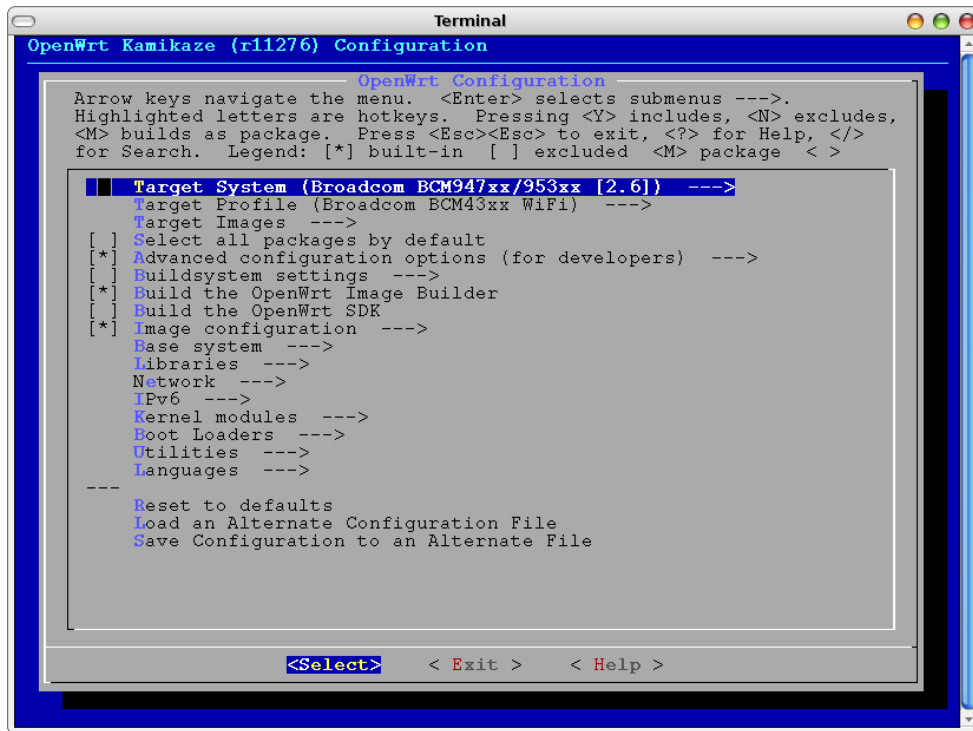 Terminal
OpenWrt Kamikaze (r11276) Configuration
OpenWrt Configuration
Arrow keys navigate the menu.  <Enter> selects submenus --->.
Highlighted letters are hotkeys.  Pressing <Y> includes, <N> excludes,
<M> builds as package.  Press <Esc><Esc> to exit, <?> for Help, </>
for Search.  Legend: [*] built-in  [ ] excluded  <M> package  < >
Target System (Broadcom BCM947xx/953xx [2.6])  --->
Target Profile (Broadcom BCM43xx WiFi)  --->
Target Images  --->
[ ] Select all packages by default
[*] Advanced configuration options (for developers)  --->
[ ] Buildsystem settings  --->
[*] Build the OpenWrt Image Builder
[ ] Build the OpenWrt SDK
[*] Image configuration  --->
Base system  --->
Libraries  --->
Network  --->
IPv6  --->
Kernel modules  --->
Boot Loaders  --->
Utilities  --->
Languages  --->
---
Reset to defaults
Load an Alternate Configuration File
Save Configuration to an Alternate File
<Select>    < Exit >    < Help >